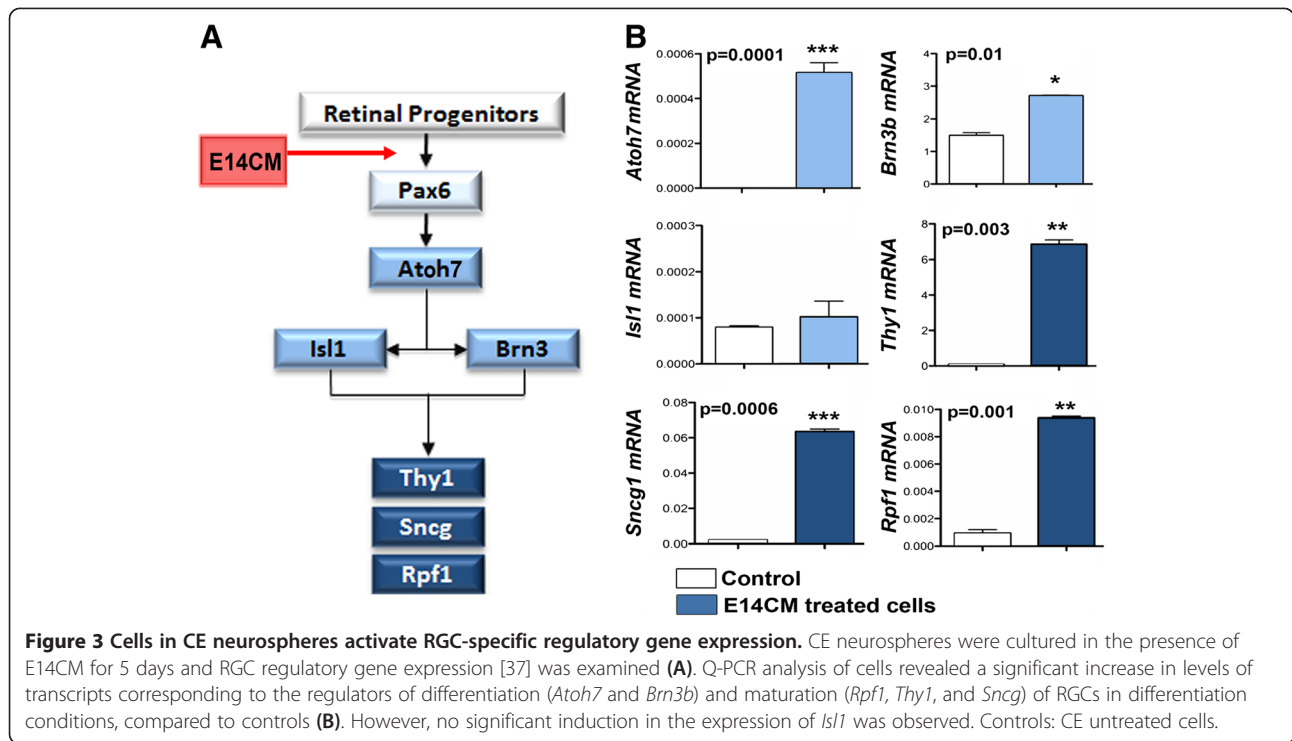 A
Retinal Progenitors
E14CM
Pax6
Atoh7
Isl1
Brn3
Thy1
Sncg
Rpf1
B
Atoh7 mRNA
0.0006
0.0004
0.0002
0.0000
p=0.0001
***
Brn3b mRNA
4
3
2
1
0
p=0.01
*
Isl1 mRNA
0.0003
0.0002
0.0001
0.0000
Thy1 mRNA
8
6
4
2
0
p=0.003
**
Sncg1 mRNA
0.08
0.06
0.04
0.02
0.00
p=0.0006
***
Rpf1 mRNA
0.010
0.008
0.006
0.004
0.002
0.000
p=0.001
**
Control
E14CM treated cells
Figure 3 Cells in CE neurospheres activate RGC-specific regulatory gene expression. CE neurospheres were cultured in the presence of
E14CM for 5 days and RGC regulatory gene expression [37] was examined (A). Q-PCR analysis of cells revealed a significant increase in levels of
transcripts corresponding to the regulators of differentiation (Atoh7 and Brn3b) and maturation (Rpf1, Thy1, and Sncg) of RGCs in differentiation
conditions, compared to controls (B). However, no significant induction in the expression of Isl1 was observed. Controls: CE untreated cells.